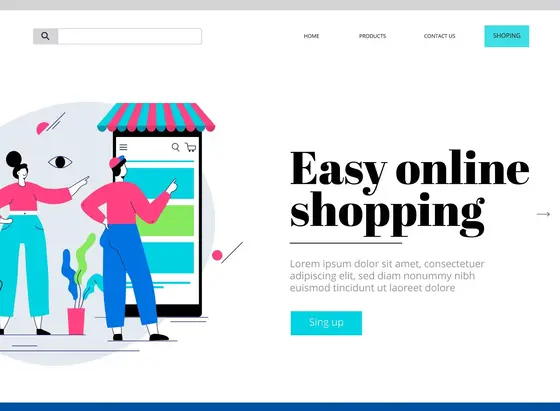 HOME PRODUCTS CONTACT US SHOPING
Easy online
shopping
Lorem ipsum dolor sit amet, consectetuer
adipiscing elit, sed diam nonummy nibh
euismod tincidunt ut laoreet dolore
Sing up